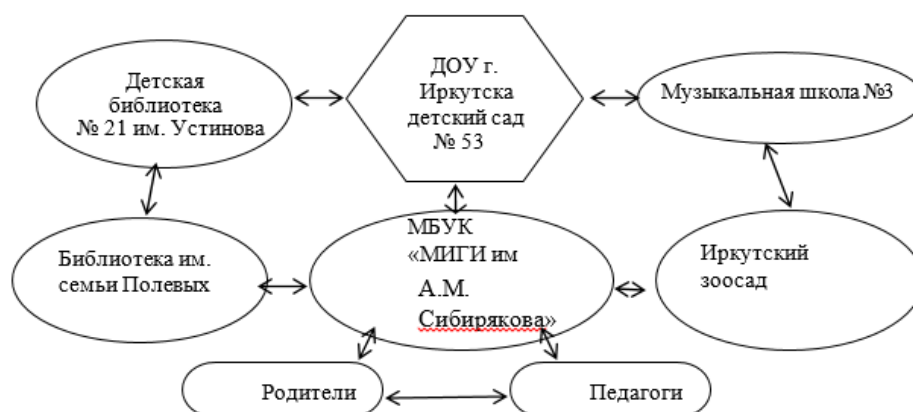 Детская
библиотека
№ 21 им. Устинова
ДОУ г.
Иркутска
детский сад
№ 53
Музыкальная школа №3
Библиотека им.
семьи Полевых
МБУК
«МИГИ им
А.М.
Сибирякова»
Иркутский
зоосад
Родители
Педагоги